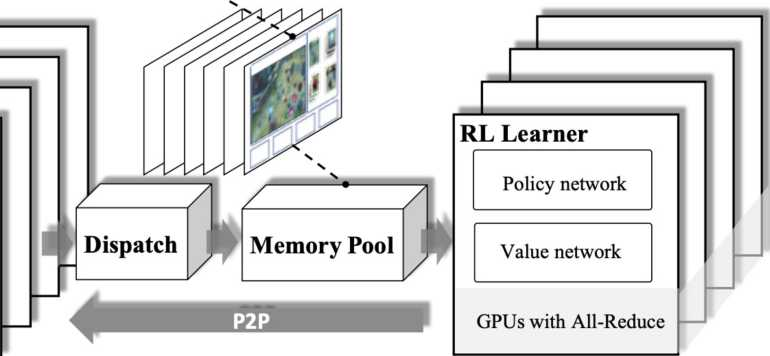 RL Learner
Policy network
Dispatch
Memory Pool
Value network
P2P
GPUs with All-Reduce